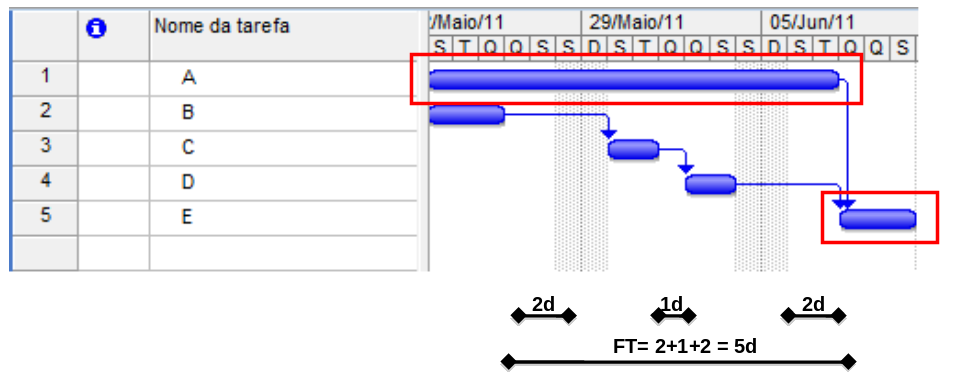 Nome da tarefa
/Maio/11 29/Maio/11 05/Jun/11
S T Q Q S S D S T Q Q S S D S T Q Q S
1 A
2 B
3 C
4 D
5 E
2d 1d 2d
FT= 2+1+2 = 5d